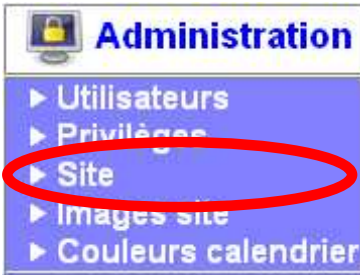 Administration
Utilisateurs
Privilèges
Site
Images site
Couleurs calendrier